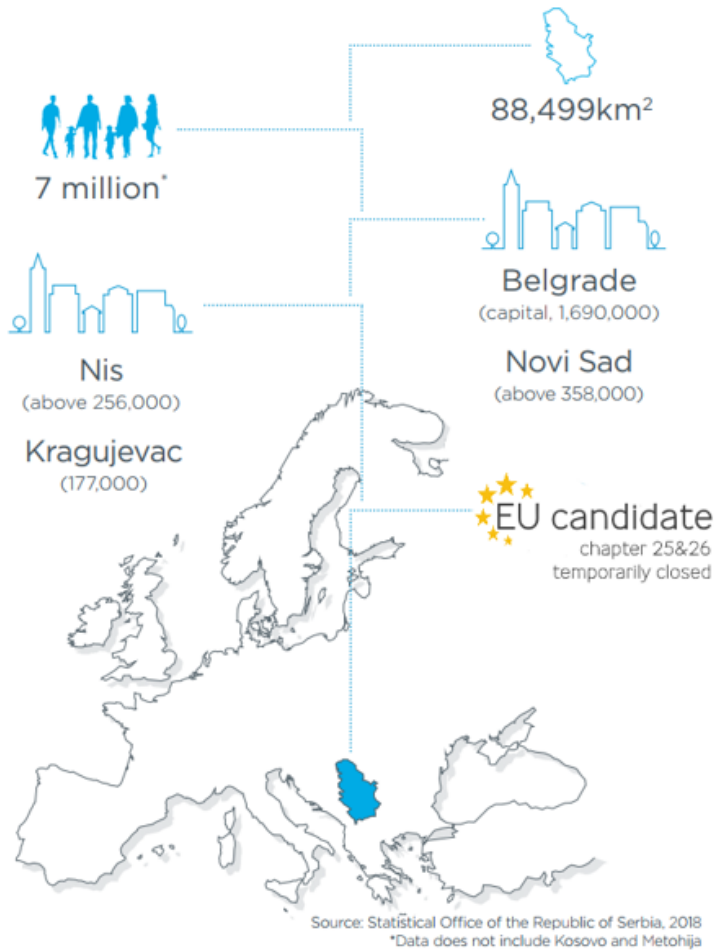 88,499km²
7 million*
Belgrade
(capital, 1,690,000)
Novi Sad
(above 358,000)
Nis
(above 256,000)
Kragujevac
(177,000)
EU candidate
chapter 25&26
temporarily closed
Source: Statistical Office of the Republic of Serbia, 2018
*Data does not include Kosovo and Metohija